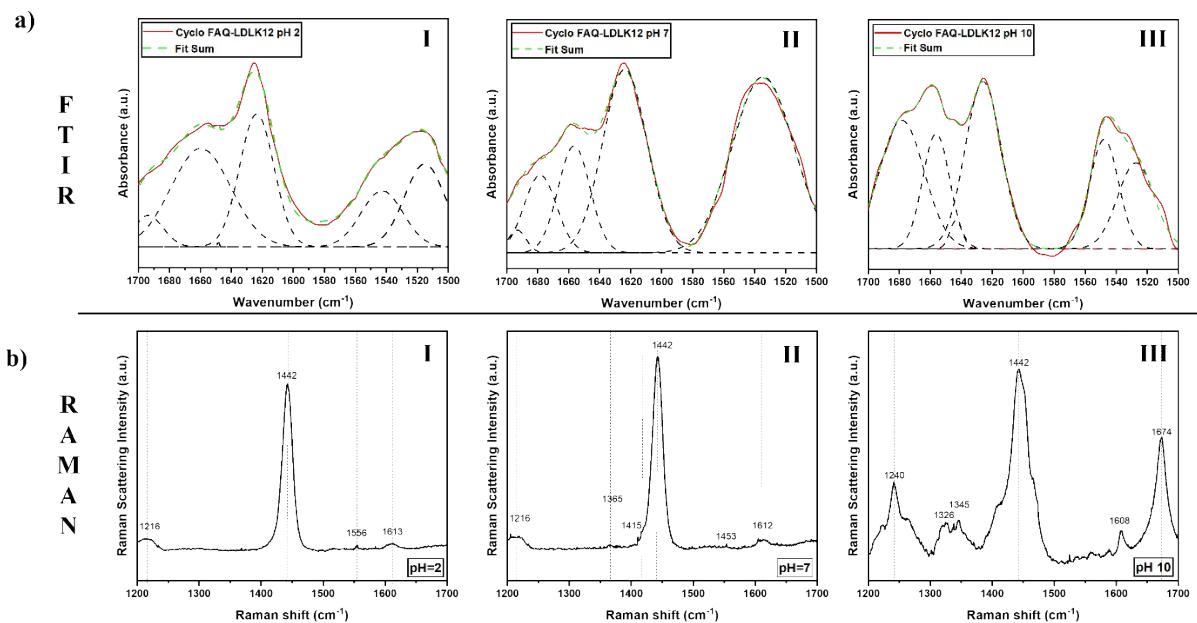 a)
F
T
I
R
Cyclo FAQ-LDLK12 pH 2
Fit Sum
I
Absorbance (a.u.)
1700 1680 1660 1640 1620 1600 1580 1560 1540 1520 1500
Wavenumber (cm-1)
Cyclo FAQ-LDLK12 pH 7
Fit Sum
II
Absorbance (a.u.)
1700 1680 1660 1640 1620 1600 1580 1560 1540 1520 1500
Wavenumber (cm-1)
Cyclo FAQ-LDLK12 pH 10
Fit Sum
III
Absorbance (a.u.)
1700 1680 1660 1640 1620 1600 1580 1560 1540 1520 1500
Wavenumber (cm-1)
b)
R
A
M
A
N
I
1442
1216
1556
1613
pH=2
Raman Scattering Intensity (a.u.)
1200 1300 1400 1500 1600 1700
Raman shift (cm-1)
II
1442
1365
1415
1216
1453
1612
pH=7
Raman Scattering Intensity (a.u.)
1200 1300 1400 1500 1600 1700
Raman shift (cm-1)
III
1442
1674
1240
1326
1345
1608
pH 10
Raman Scattering Intensity (a.u.)
1200 1300 1400 1500 1600 1700
Raman shift (cm-1)